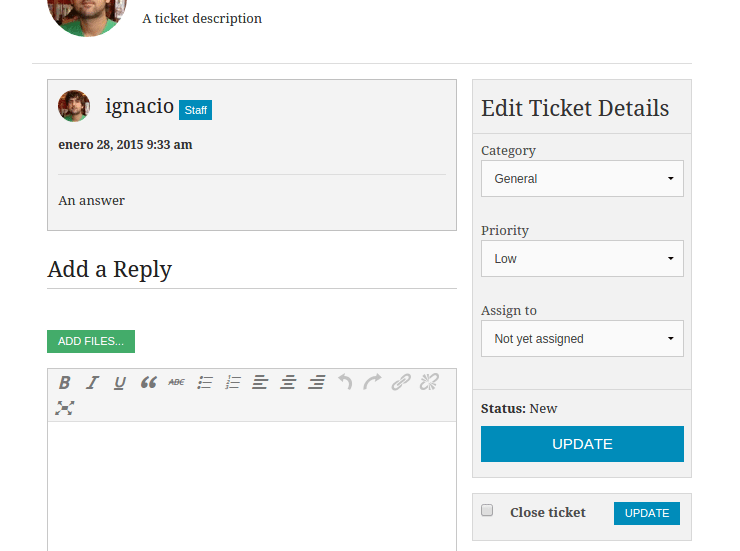 A ticket description
ignacio Staff
enero 28, 2015 9:33 am
An answer
Add a Reply
ADD FILES...
B I U ABC
Edit Ticket Details
Category
General
Priority
Low
Assign to
Not yet assigned
Status: New
UPDATE
Close ticket UPDATE